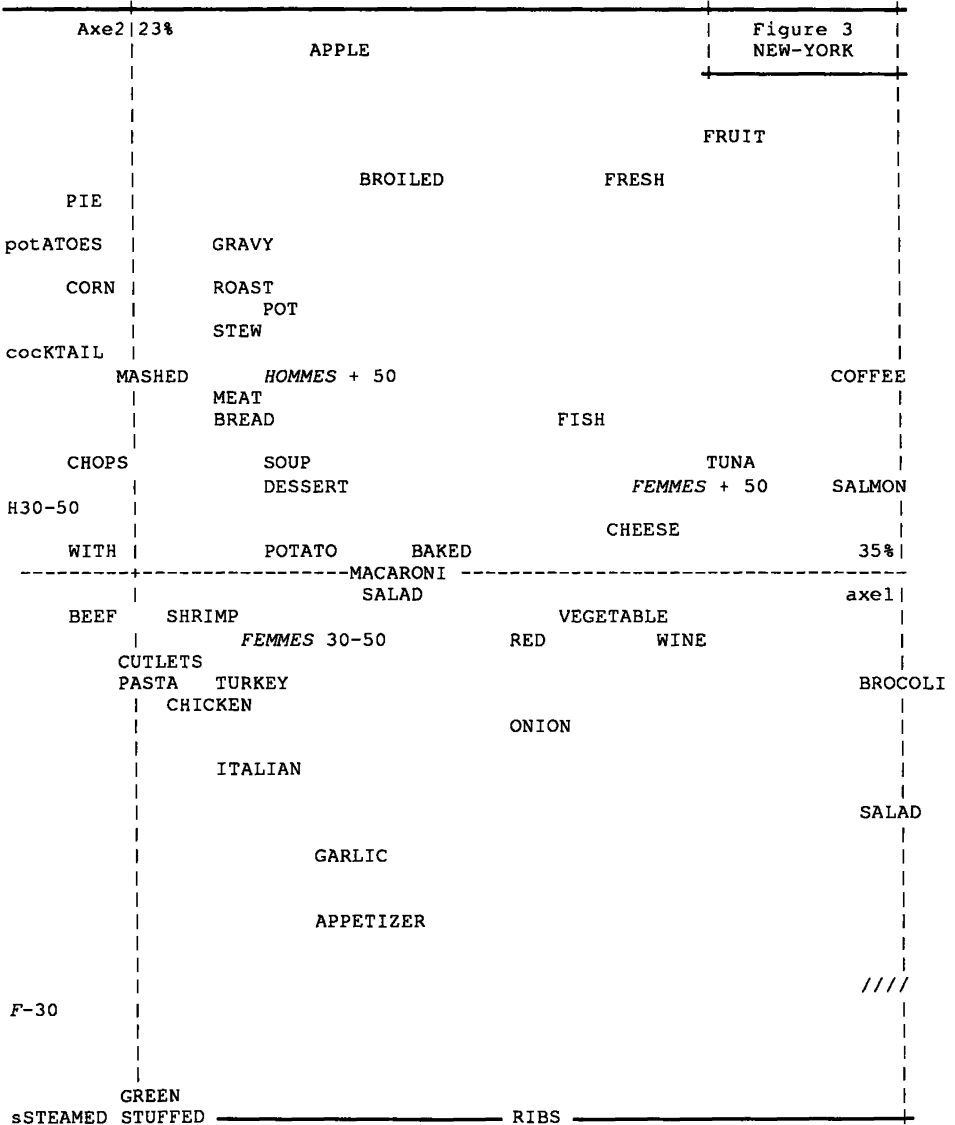 Axe2 23% Figure 3
APPLE NEW-YORK
FRUIT
BROILED FRESH
PIE
potATOES GRAVY
CORN ROAST
POT
STEW
cocKTAIL
MASHED HOMMES + 50 COFFEE
MEAT
BREAD FISH
CHOPS SOUP TUNA
DESSERT FEMMES + 50 SALMON
H30-50
CHEESE
WITH POTATO BAKED 35%
MACARONI
SALAD axe1
BEEF SHRIMP VEGETABLE
FEMMES 30-50 RED WINE
CUTLETS
PASTA TURKEY BROCOLI
CHICKEN
ONION
ITALIAN
SALAD
GARLIC
APPETIZER
////
F-30
GREEN
sSTEAMED STUFFED RIBS